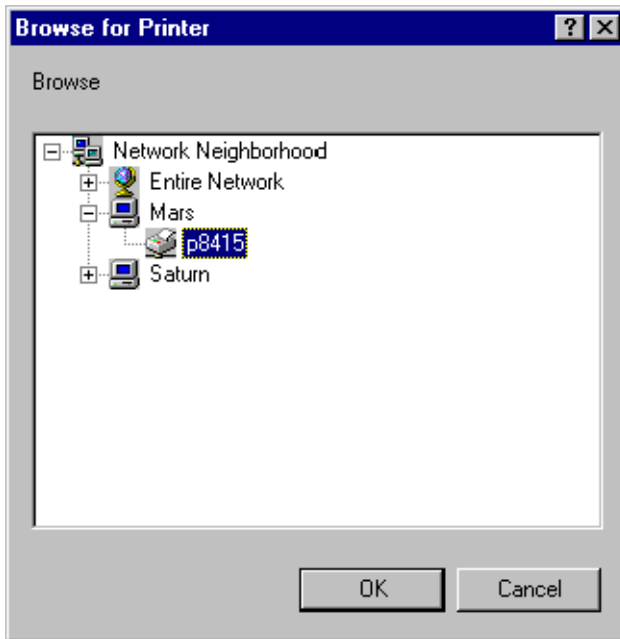 Browse for Printer
Browse
Network Neighborhood
Entire Network
Mars
p8415
Saturn
OK Cancel